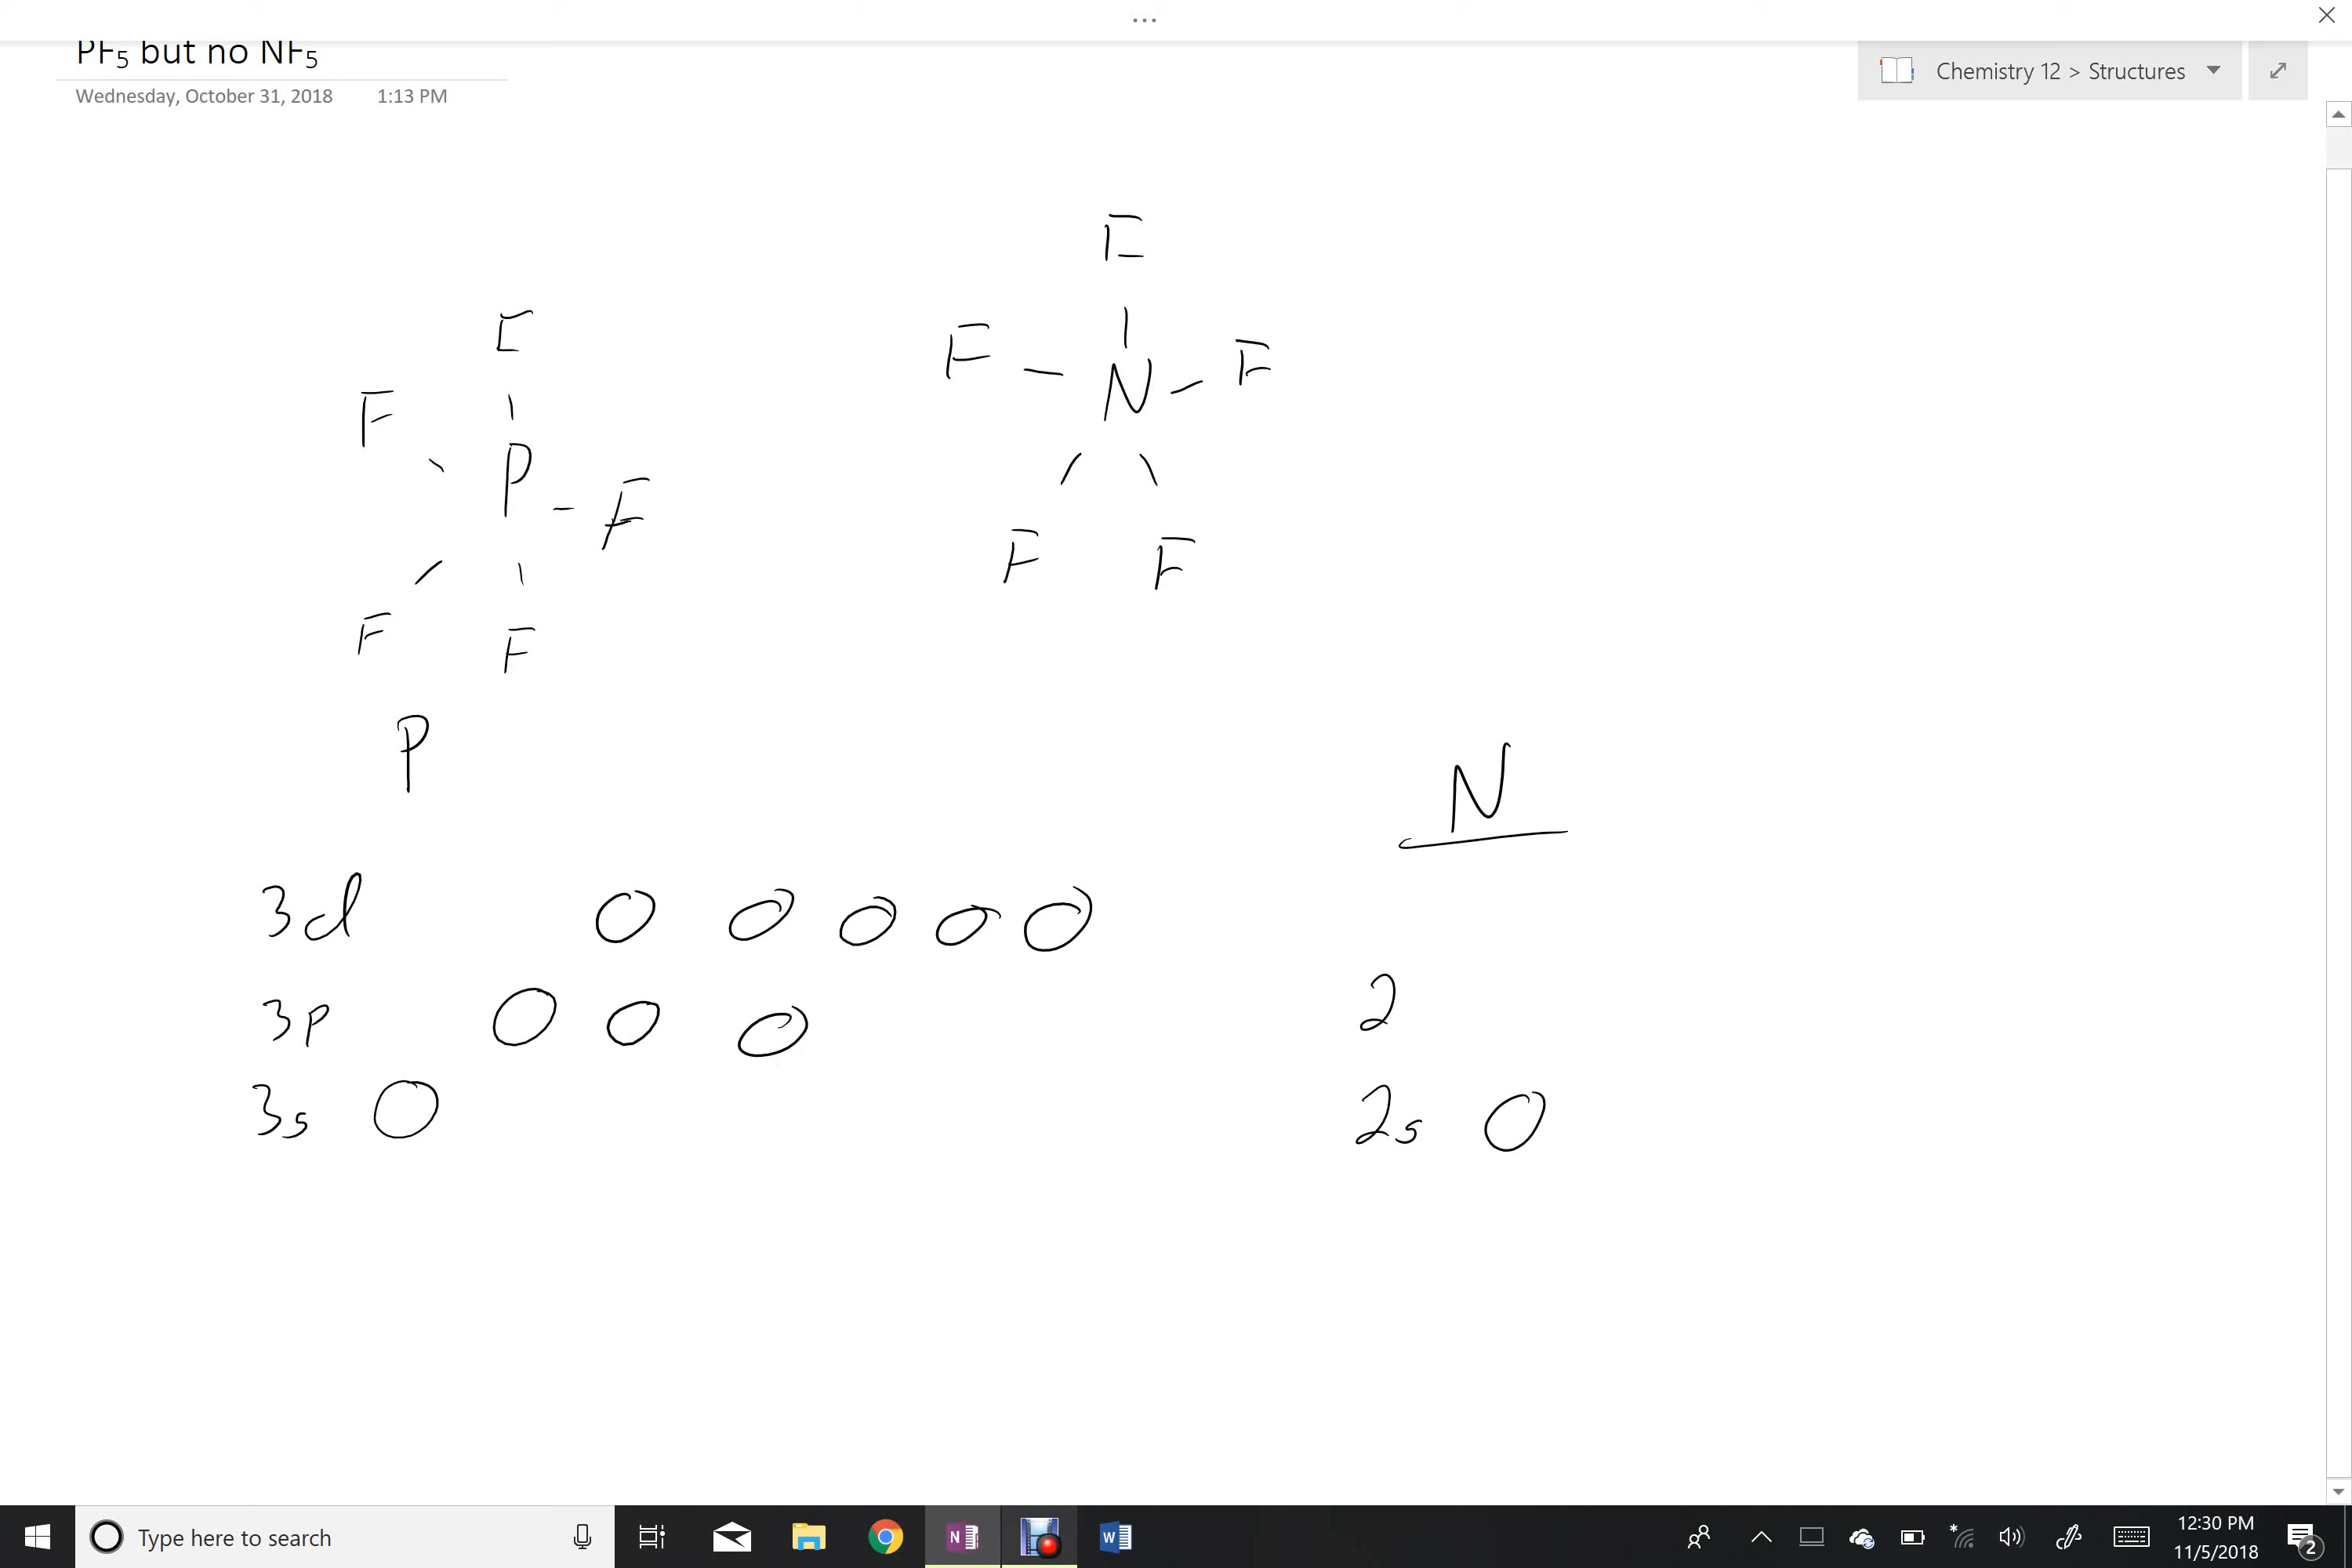 ...
PF₅ but no NF₅
Wednesday, October 31, 2018 1:13 PM
Chemistry 12 > Structures
F
F
P
F
F
F
F
F
N
F
F
F
P
N
3d
3p
2
3s
2s
Type here to search
12:30 PM
11/5/2018
2